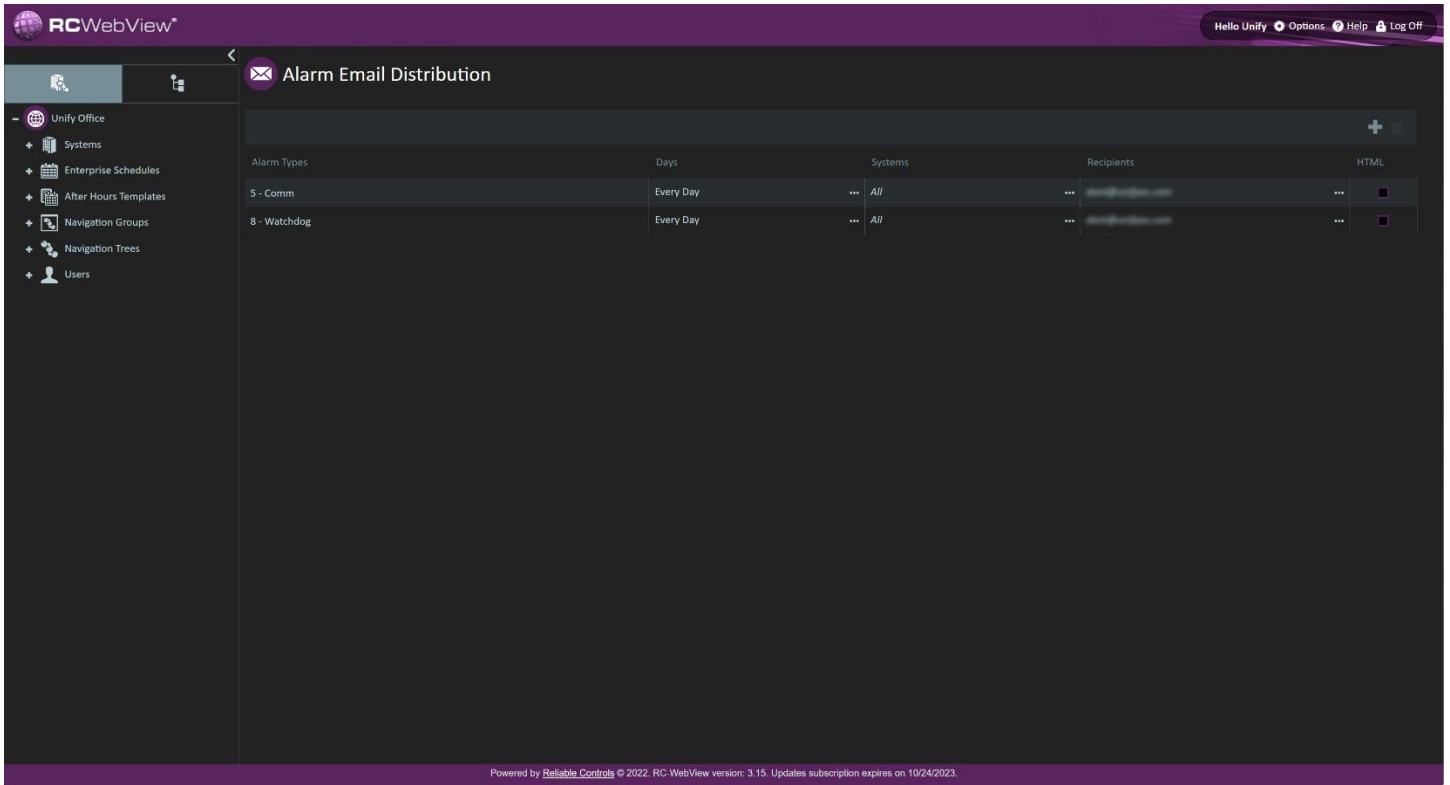 RCWebView®
Hello Unify Options Help Log Off
Alarm Email Distribution
Unify Office
Systems
Enterprise Schedules
After Hours Templates
Navigation Groups
Navigation Trees
Users
Alarm Types Days Systems Recipients HTML
5 - Comm Every Day ... All ... ...
8 - Watchdog Every Day ... All ... ...
Powered by Reliable Controls © 2022. RC-WebView version: 3.15. Updates subscription expires on 10/24/2023.